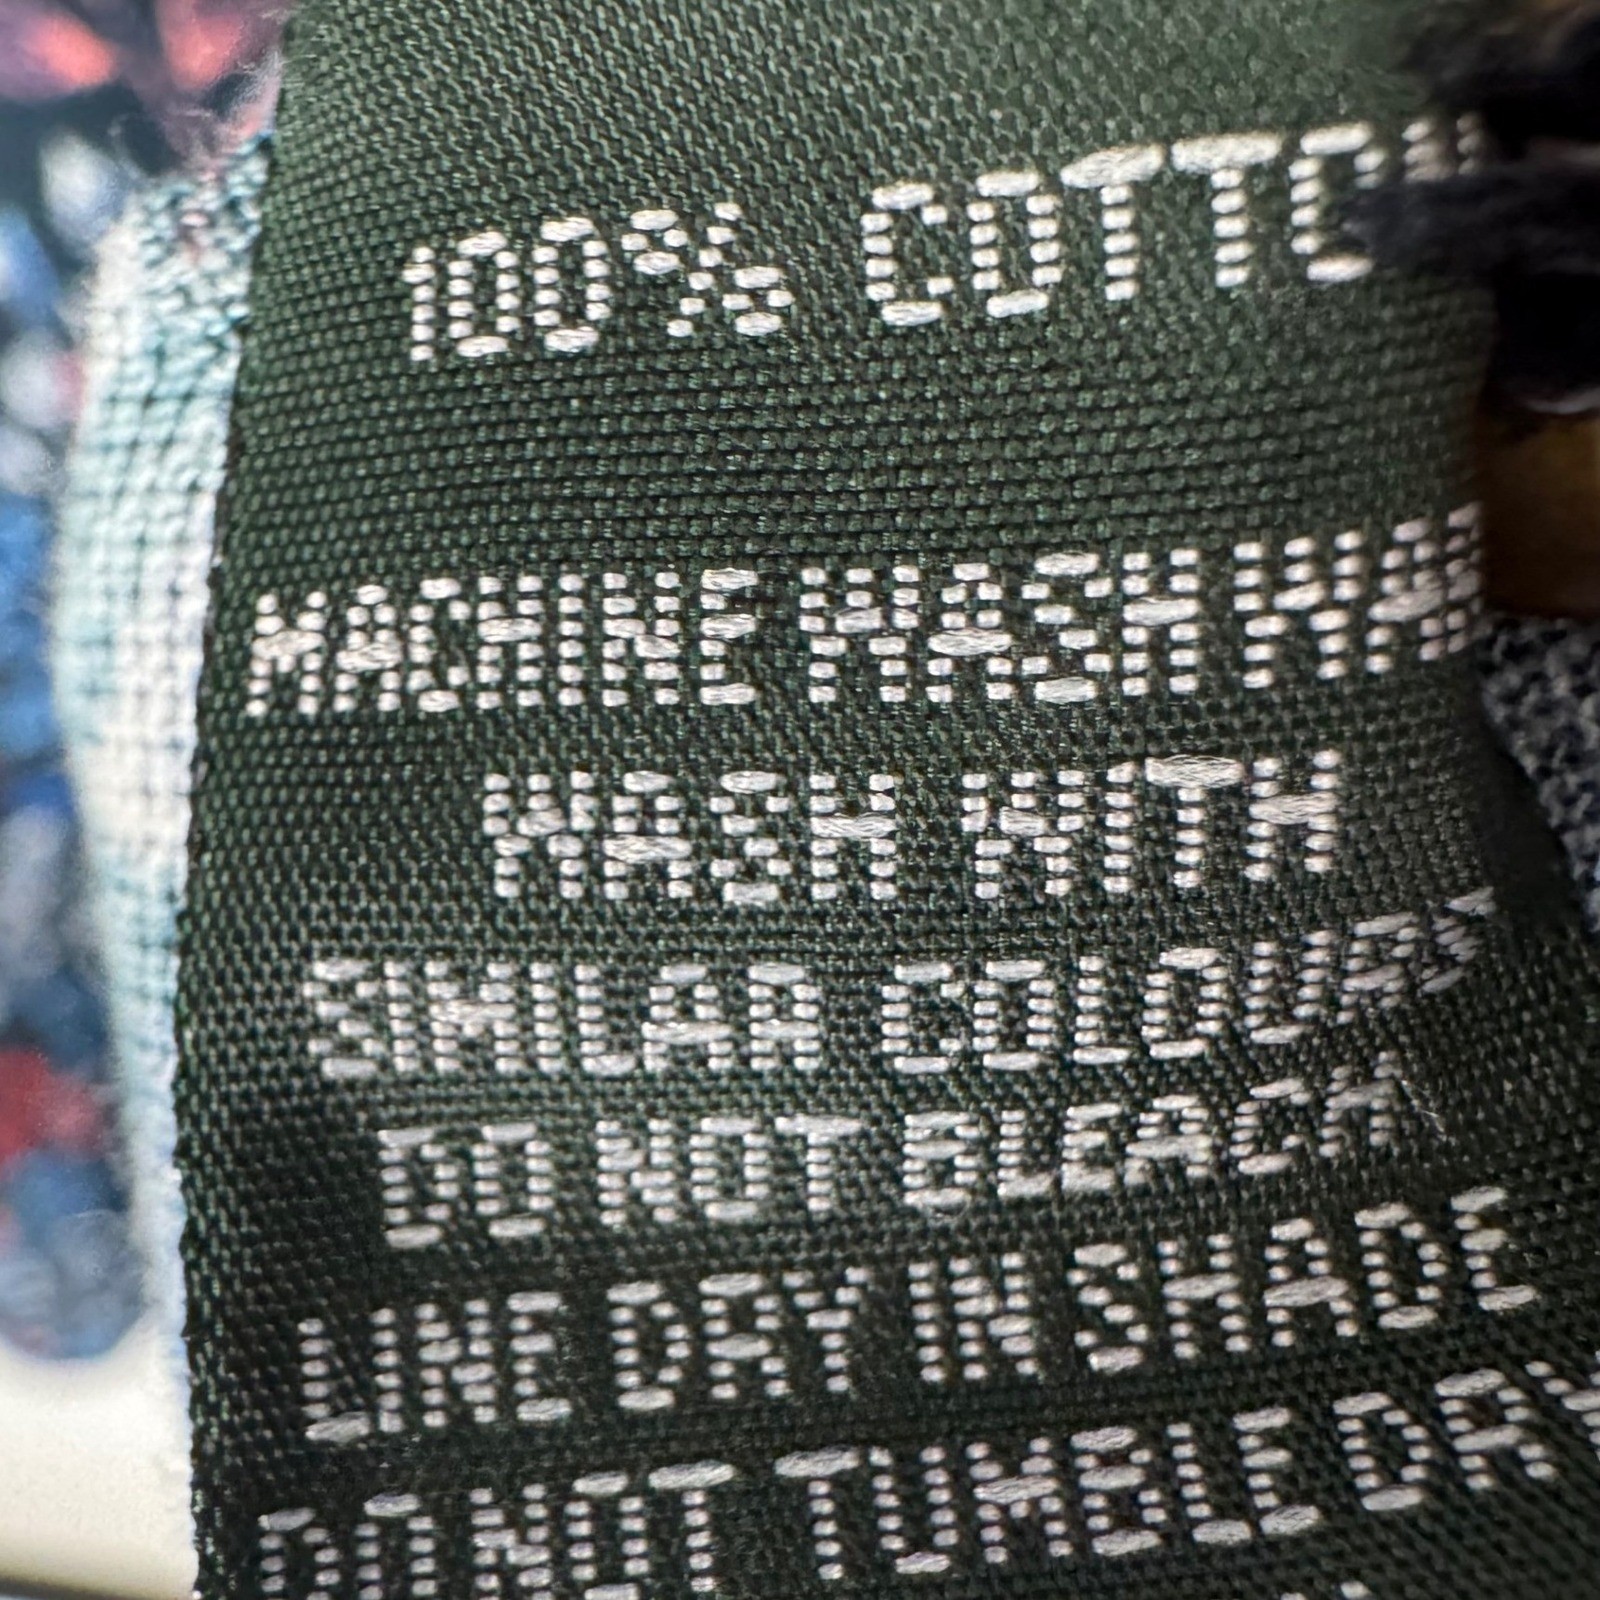 100% COTTON
MACHINE WASH WAR
WASH WITH
SIMILAR COLOURS
DO NOT BLEACH
LINE DRY IN SHADE
DO NOT TUMBLE DRY